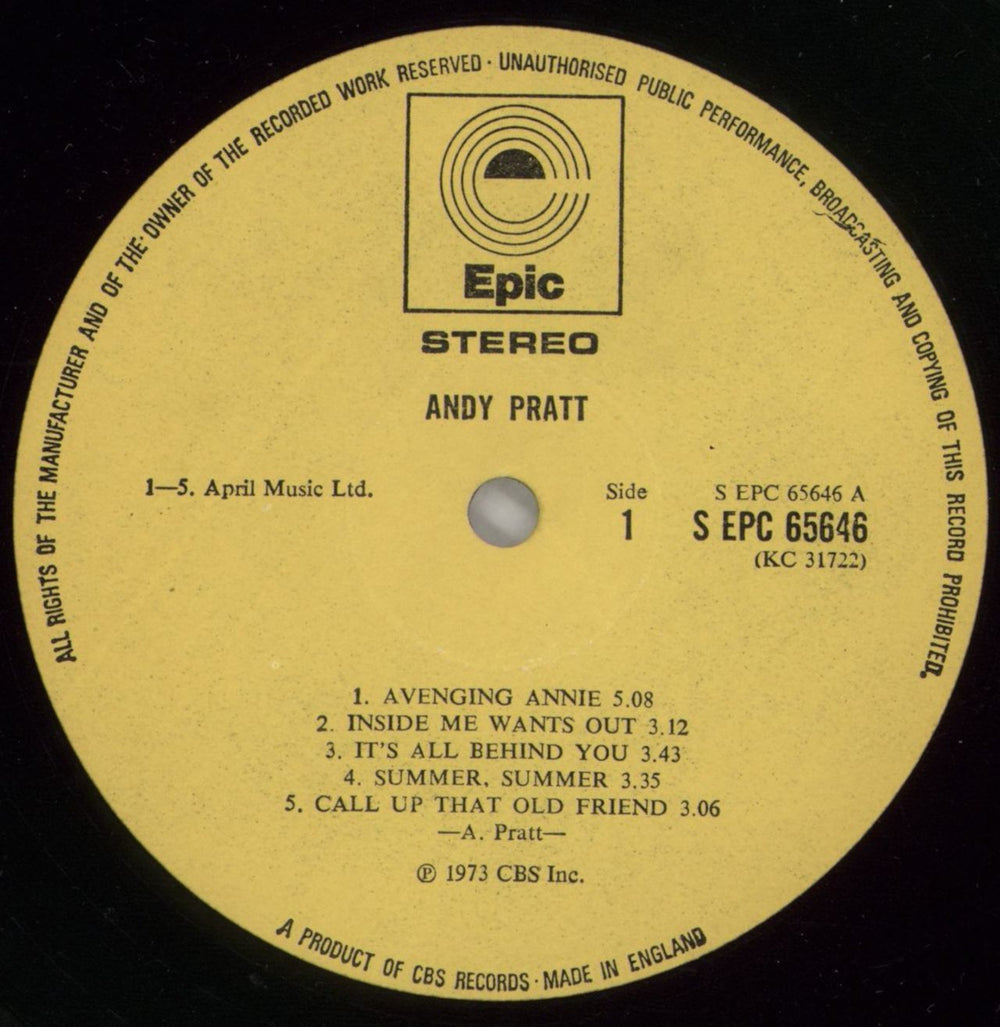 ALL RIGHTS OF THE MANUFACTURER AND OF THE OWNER OF THE RECORDED WORK RESERVED · UNAUTHORISED PUBLIC PERFORMANCE, BROADCASTING AND COPYING OF THIS RECORD PROHIBITED.
Epic
STEREO
ANDY PRATT
1—5. April Music Ltd.
Side
1
S EPC 65646 A
S EPC 65646
(KC 31722)
1. AVENGING ANNIE 5.08
2. INSIDE ME WANTS OUT 3.12
3. IT'S ALL BEHIND YOU 3.43
4. SUMMER, SUMMER 3.35
5. CALL UP THAT OLD FRIEND 3.06
—A. Pratt—
℗ 1973 CBS Inc.
A PRODUCT OF CBS RECORDS · MADE IN ENGLAND